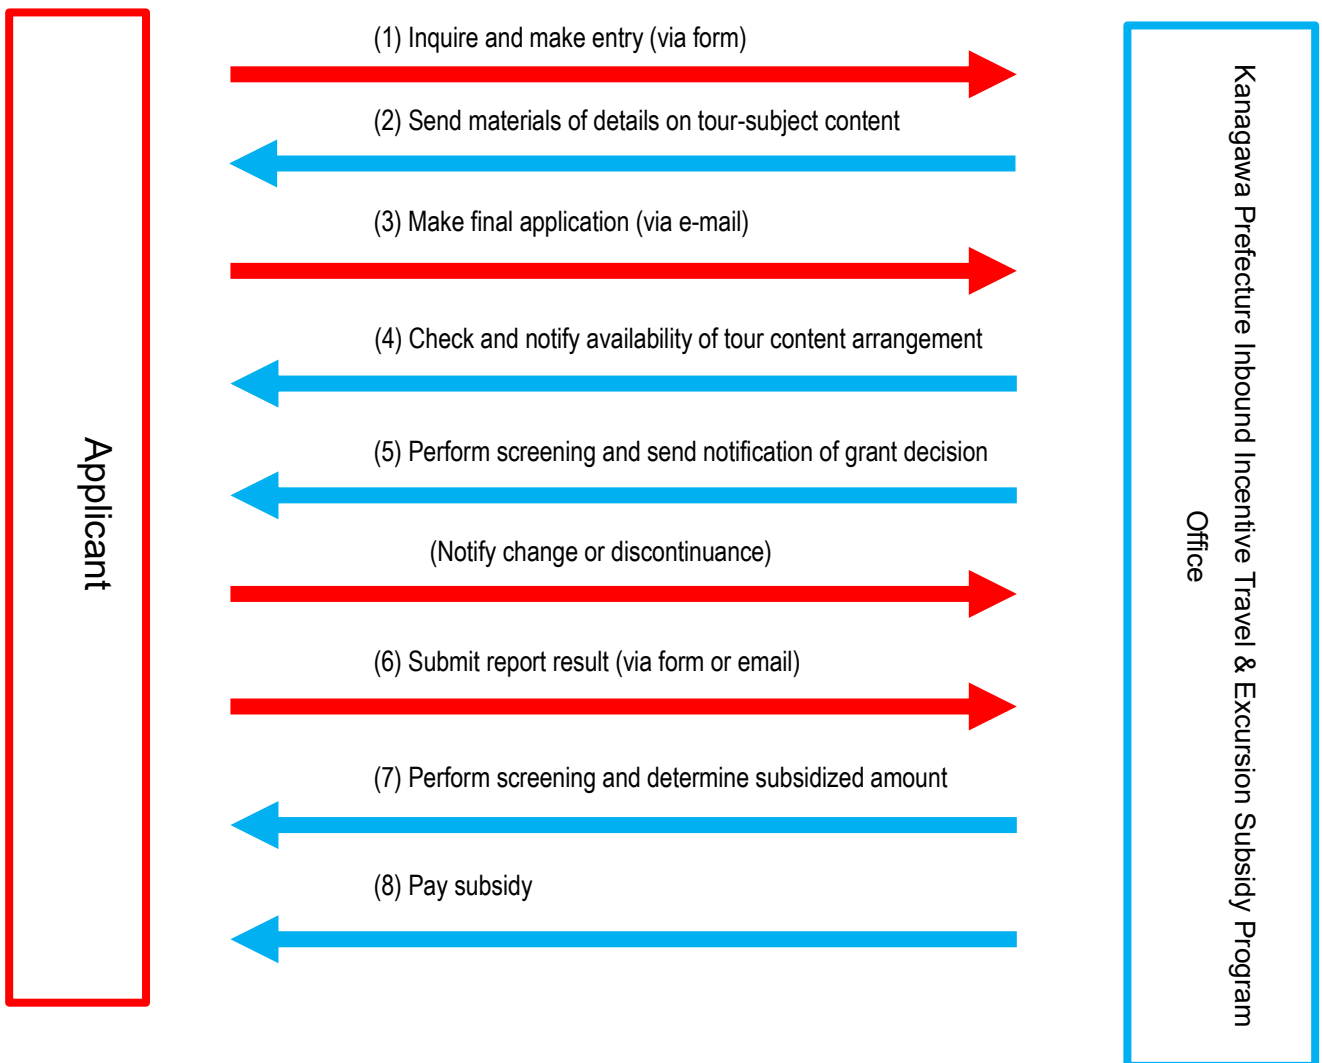 (1) Inquire and make entry (via form)
(2) Send materials of details on tour-subject content
(3) Make final application (via e-mail)
(4) Check and notify availability of tour content arrangement
(5) Perform screening and send notification of grant decision
(Notify change or discontinuance)
(6) Submit report result (via form or email)
(7) Perform screening and determine subsidized amount
(8) Pay subsidy
Applicant
Kanagawa Prefecture Inbound Incentive Travel & Excursion Subsidy Program
Office